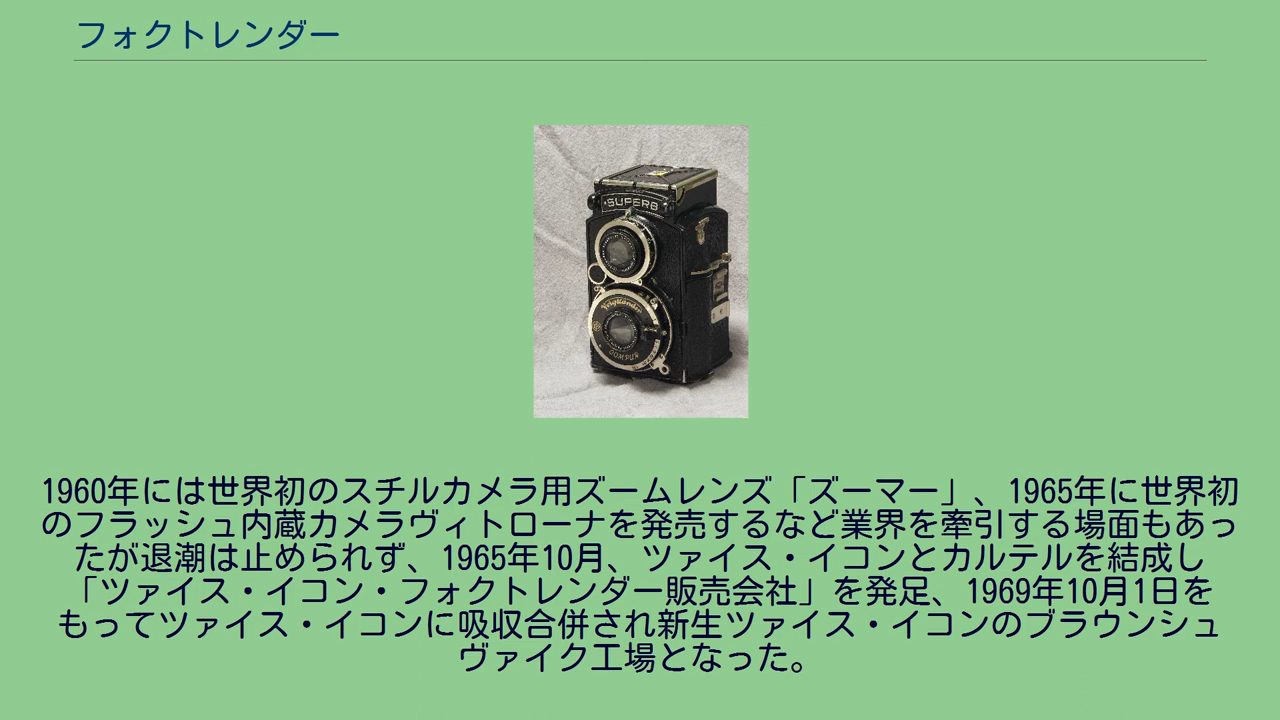 フォクトレンダー
SUPERB
Voigtländer
COMPUR
1960年には世界初のスチルカメラ用ズームレンズ「ズーマー」、1965年に世界初
のフラッシュ内蔵カメラヴィトローナを発売するなど業界を牽引する場面もあっ
たが退潮は止められず、1965年10月、ツァイス・イコンとカルテルを結成し
「ツァイス・イコン・フォクトレンダー販売会社」を発足、1969年10月1日を
もってツァイス・イコンに吸収合併され新生ツァイス・イコンのブラウンシュ
ヴァイク工場となった。